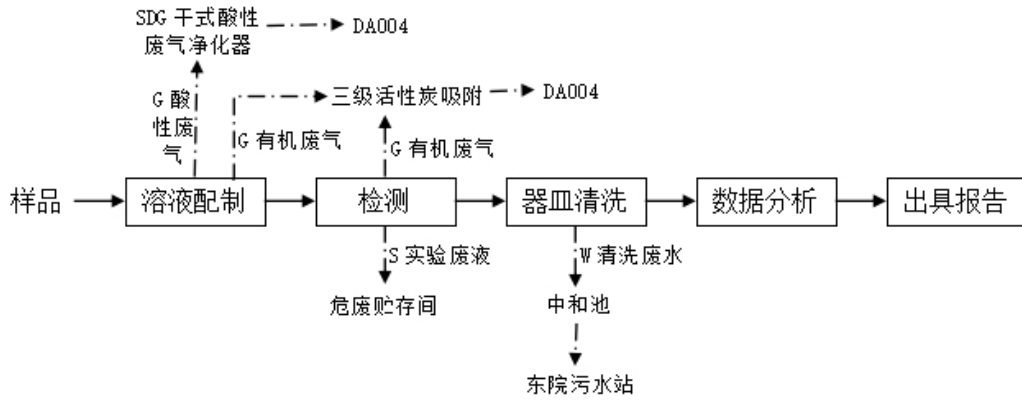 SDG 干式酸性
废气净化器
DA004
G 酸
性废
气
G 有机废气
三级活性炭吸附
DA004
G 有机废气
样品
溶液配制
检测
器皿清洗
数据分析
出具报告
S 实验废液
W 清洗废水
危废贮存间
中和池
东院污水站